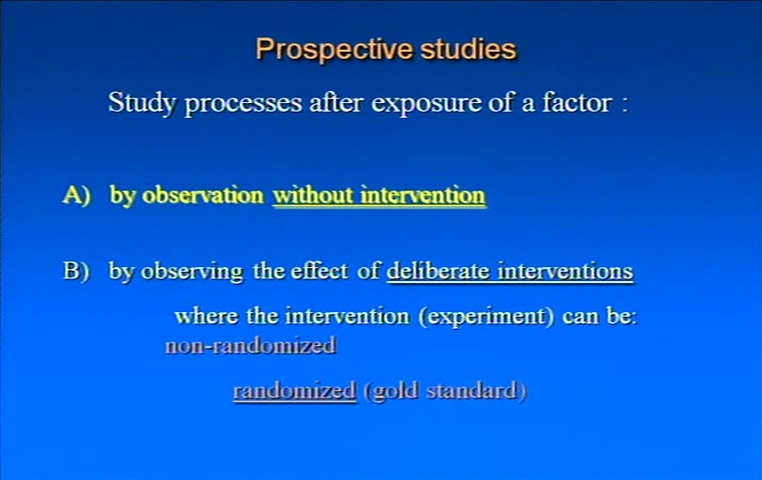 Prospective studies
Study processes after exposure of a factor :
A) by observation without intervention
B) by observing the effect of deliberate interventions
where the intervention (experiment) can be:
non-randomized
randomized (gold standard)